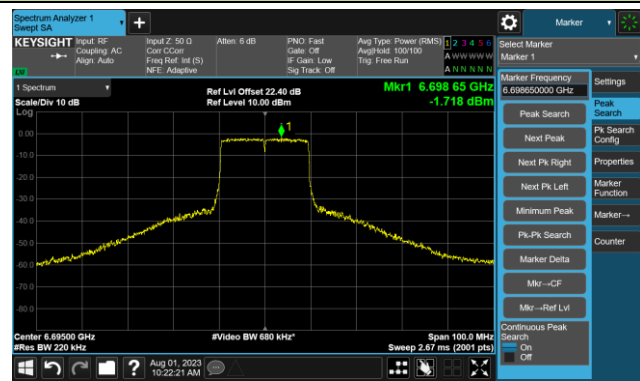 Spectrum Analyzer 1
Swept SA
Marker
KEYSIGHT
Input: RF
Coupling: AC
Align: Auto
Input Z: 50 Ω
Corr CCorr
Freq Ref: Int (S)
NFE: Adaptive
Atten: 6 dB
PNO: Fast
Gate: Off
IF Gain: Low
Sig Track: Off
Avg Type: Power (RMS)
Avg|Hold: 100/100
Trig: Free Run
1 2 3 4 5 6
A W W W W W
A N N N N N
LXI
Select Marker
Marker 1
1 Spectrum
Scale/Div 10 dB
Log
Ref Lvl Offset 22.40 dB
Ref Level 10.00 dBm
Mkr1 6.698 65 GHz
-1.718 dBm
1
0.00
-10.0
-20.0
-30.0
-40.0
-50.0
-60.0
-70.0
-80.0
Center 6.69500 GHz
#Res BW 220 kHz
#Video BW 680 kHz*
Span 100.0 MHz
Sweep 2.67 ms (2001 pts)
Marker Frequency
6.698650000 GHz
Peak Search
Next Peak
Next Pk Right
Next Pk Left
Minimum Peak
Pk-Pk Search
Marker Delta
Mkr→CF
Mkr→Ref Lvl
Continuous Peak
Search
On
Off
Settings
Peak
Search
Pk Search
Config
Properties
Marker
Function
Marker→
Counter
?
Aug 01, 2023
10:22:21 AM